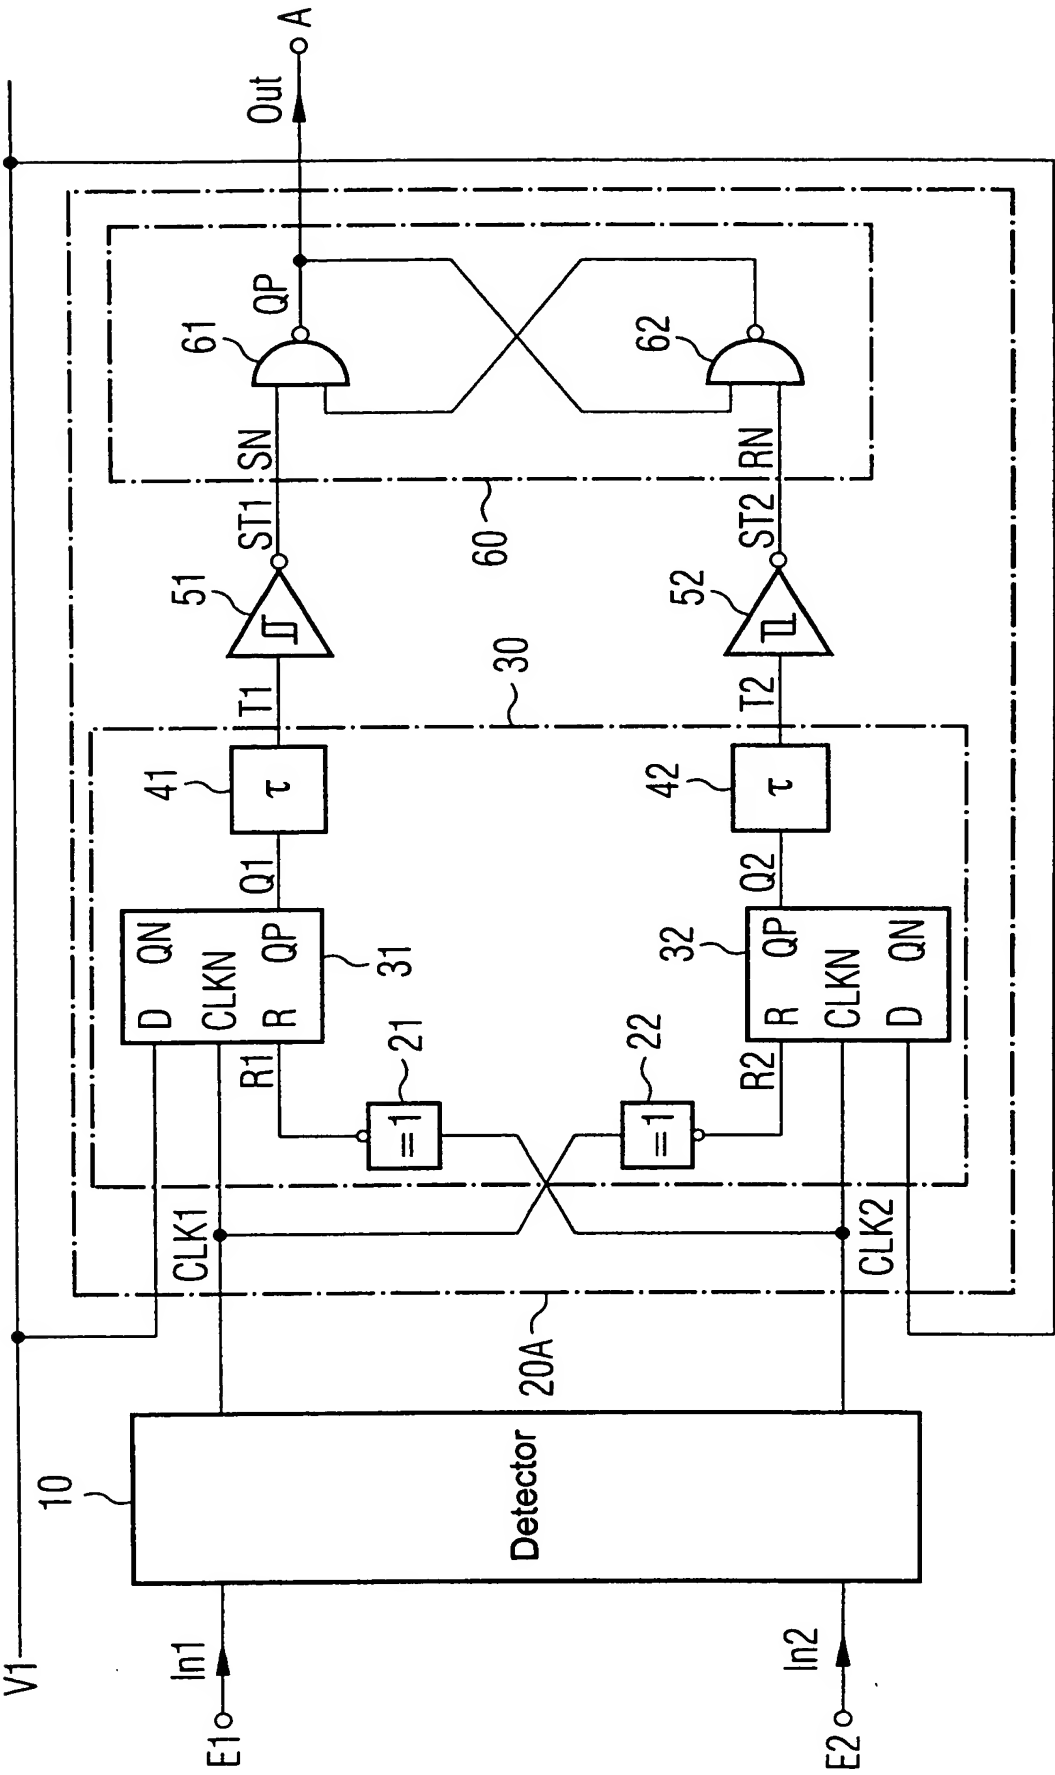 V1
E1
In1
E2
In2
10
Detector
20A
CLK1
CLK2
=1
21
=1
22
R1
R2
D
QN
CLKN
R
QP
31
R
QP
CLKN
D
QN
32
Q1
Q2
τ
41
τ
42
30
T1
T2
51
52
ST1
ST2
60
SN
RN
61
62
QP
Out
A